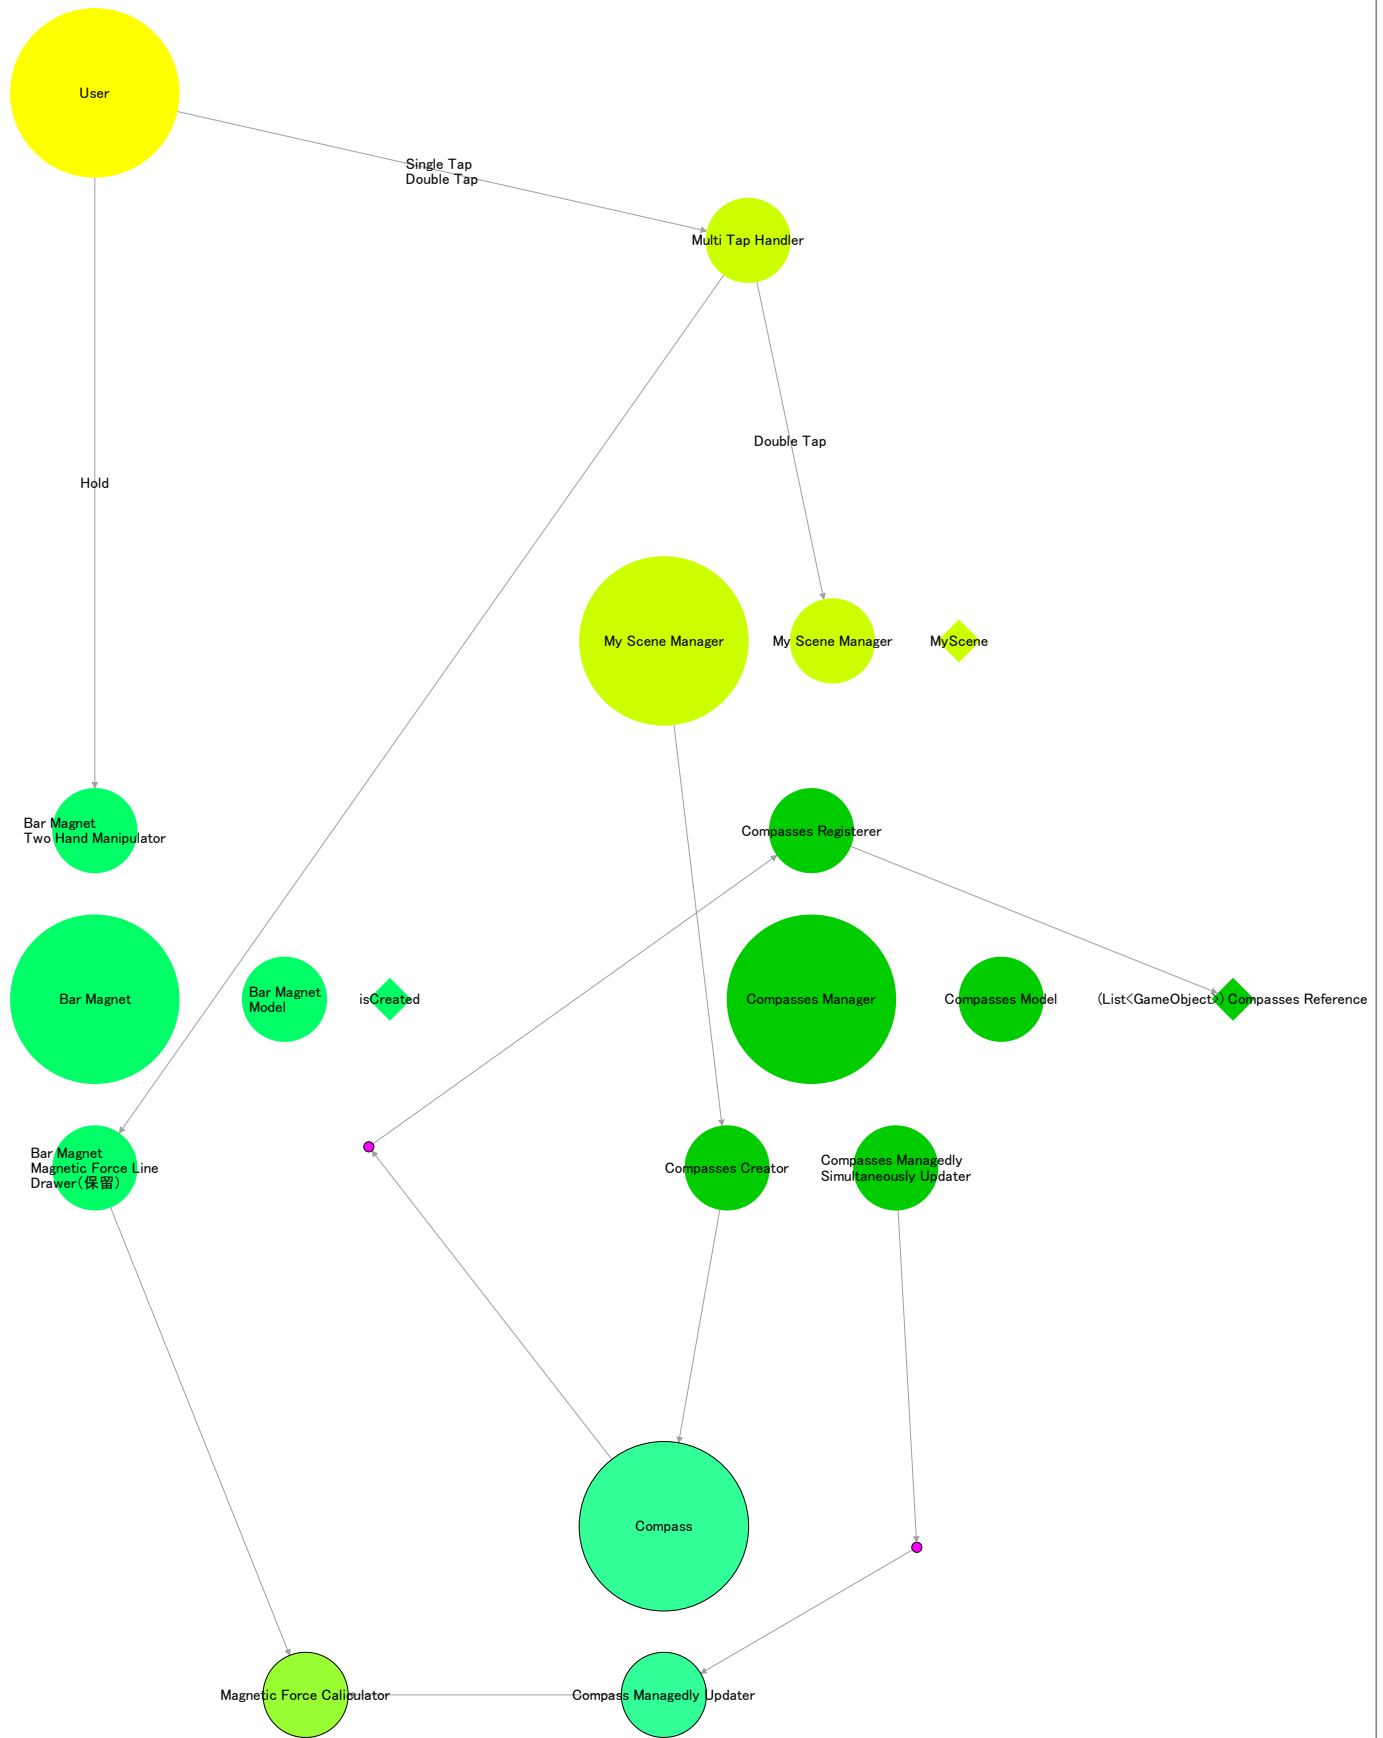 User
Single Tap
Double Tap
Multi Tap Handler
Double Tap
Hold
My Scene Manager
My Scene Manager
MyScene
Bar Magnet
Two Hand Manipulator
Compasses Registerer
Bar Magnet
Bar Magnet
Model
isCreated
Compasses Manager
Compasses Model
(List<GameObject>) Compasses Reference
Bar Magnet
Magnetic Force Line
Drawer(保留)
Compasses Creator
Compasses Managedly
Simultaneously Updater
Compass
Magnetic Force Caliculator
Compass Managedly Updater